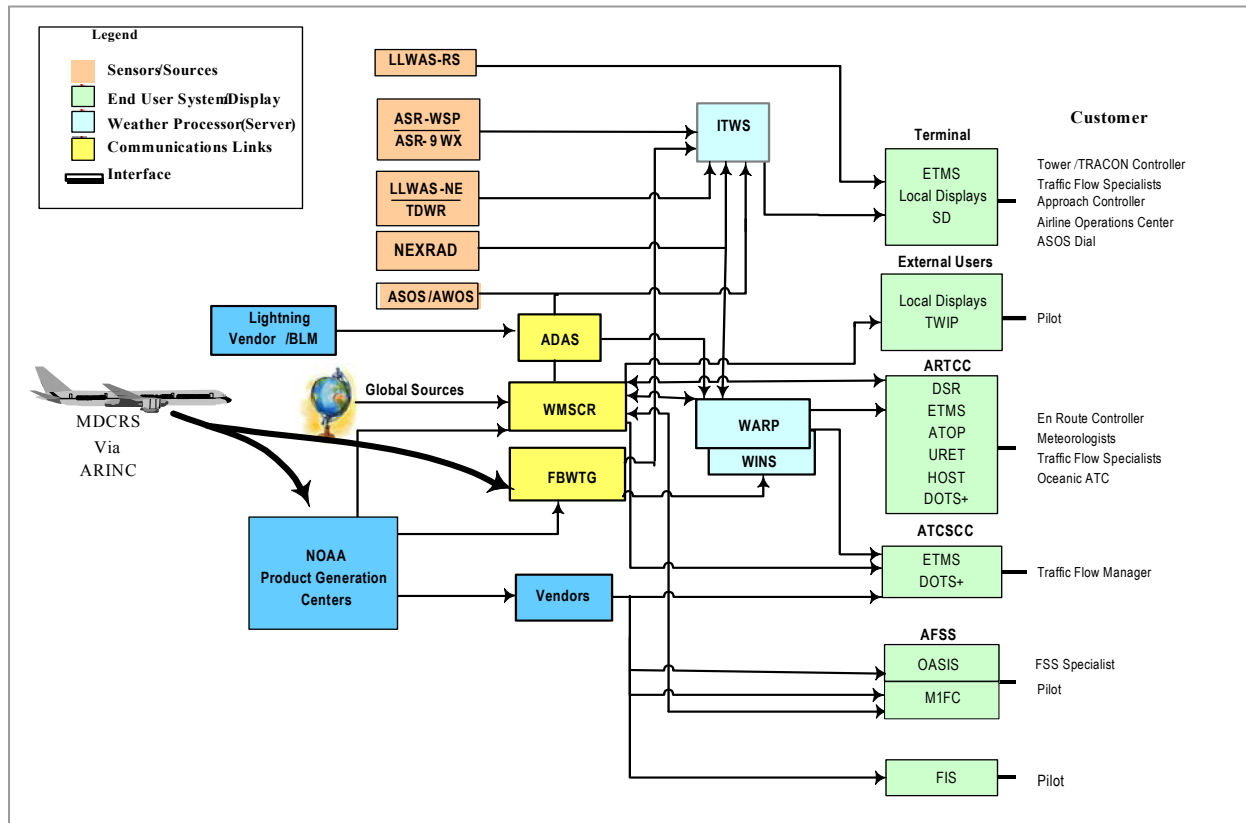 Legend
Sensors/Sources
End User System/Display
Weather Processor(Server)
Communications Links
Interface
LLWAS-RS
ASR-WSP
ASR-9 WX
LLWAS-NE
TDWR
NEXRAD
ASOS/AWOS
Lightning
Vendor /BLM
ADAS
Global Sources
WMSCR
FBWTG
MDCRS
Via
ARINC
NOAA
Product Generation
Centers
Vendors
ITWS
WARP
WINS
Customer
Terminal
ETMS
Local Displays
SD
Tower /TRACON Controller
Traffic Flow Specialists
Approach Controller
Airline Operations Center
ASOS Dial
External Users
Local Displays
TWIP
Pilot
ARTCC
DSR
ETMS
ATOP
URET
HOST
DOTS+
En Route Controller
Meteorologists
Traffic Flow Specialists
Oceanic ATC
ATCSCC
ETMS
DOTS+
Traffic Flow Manager
AFSS
OASIS
M1FC
FSS Specialist
Pilot
FIS
Pilot